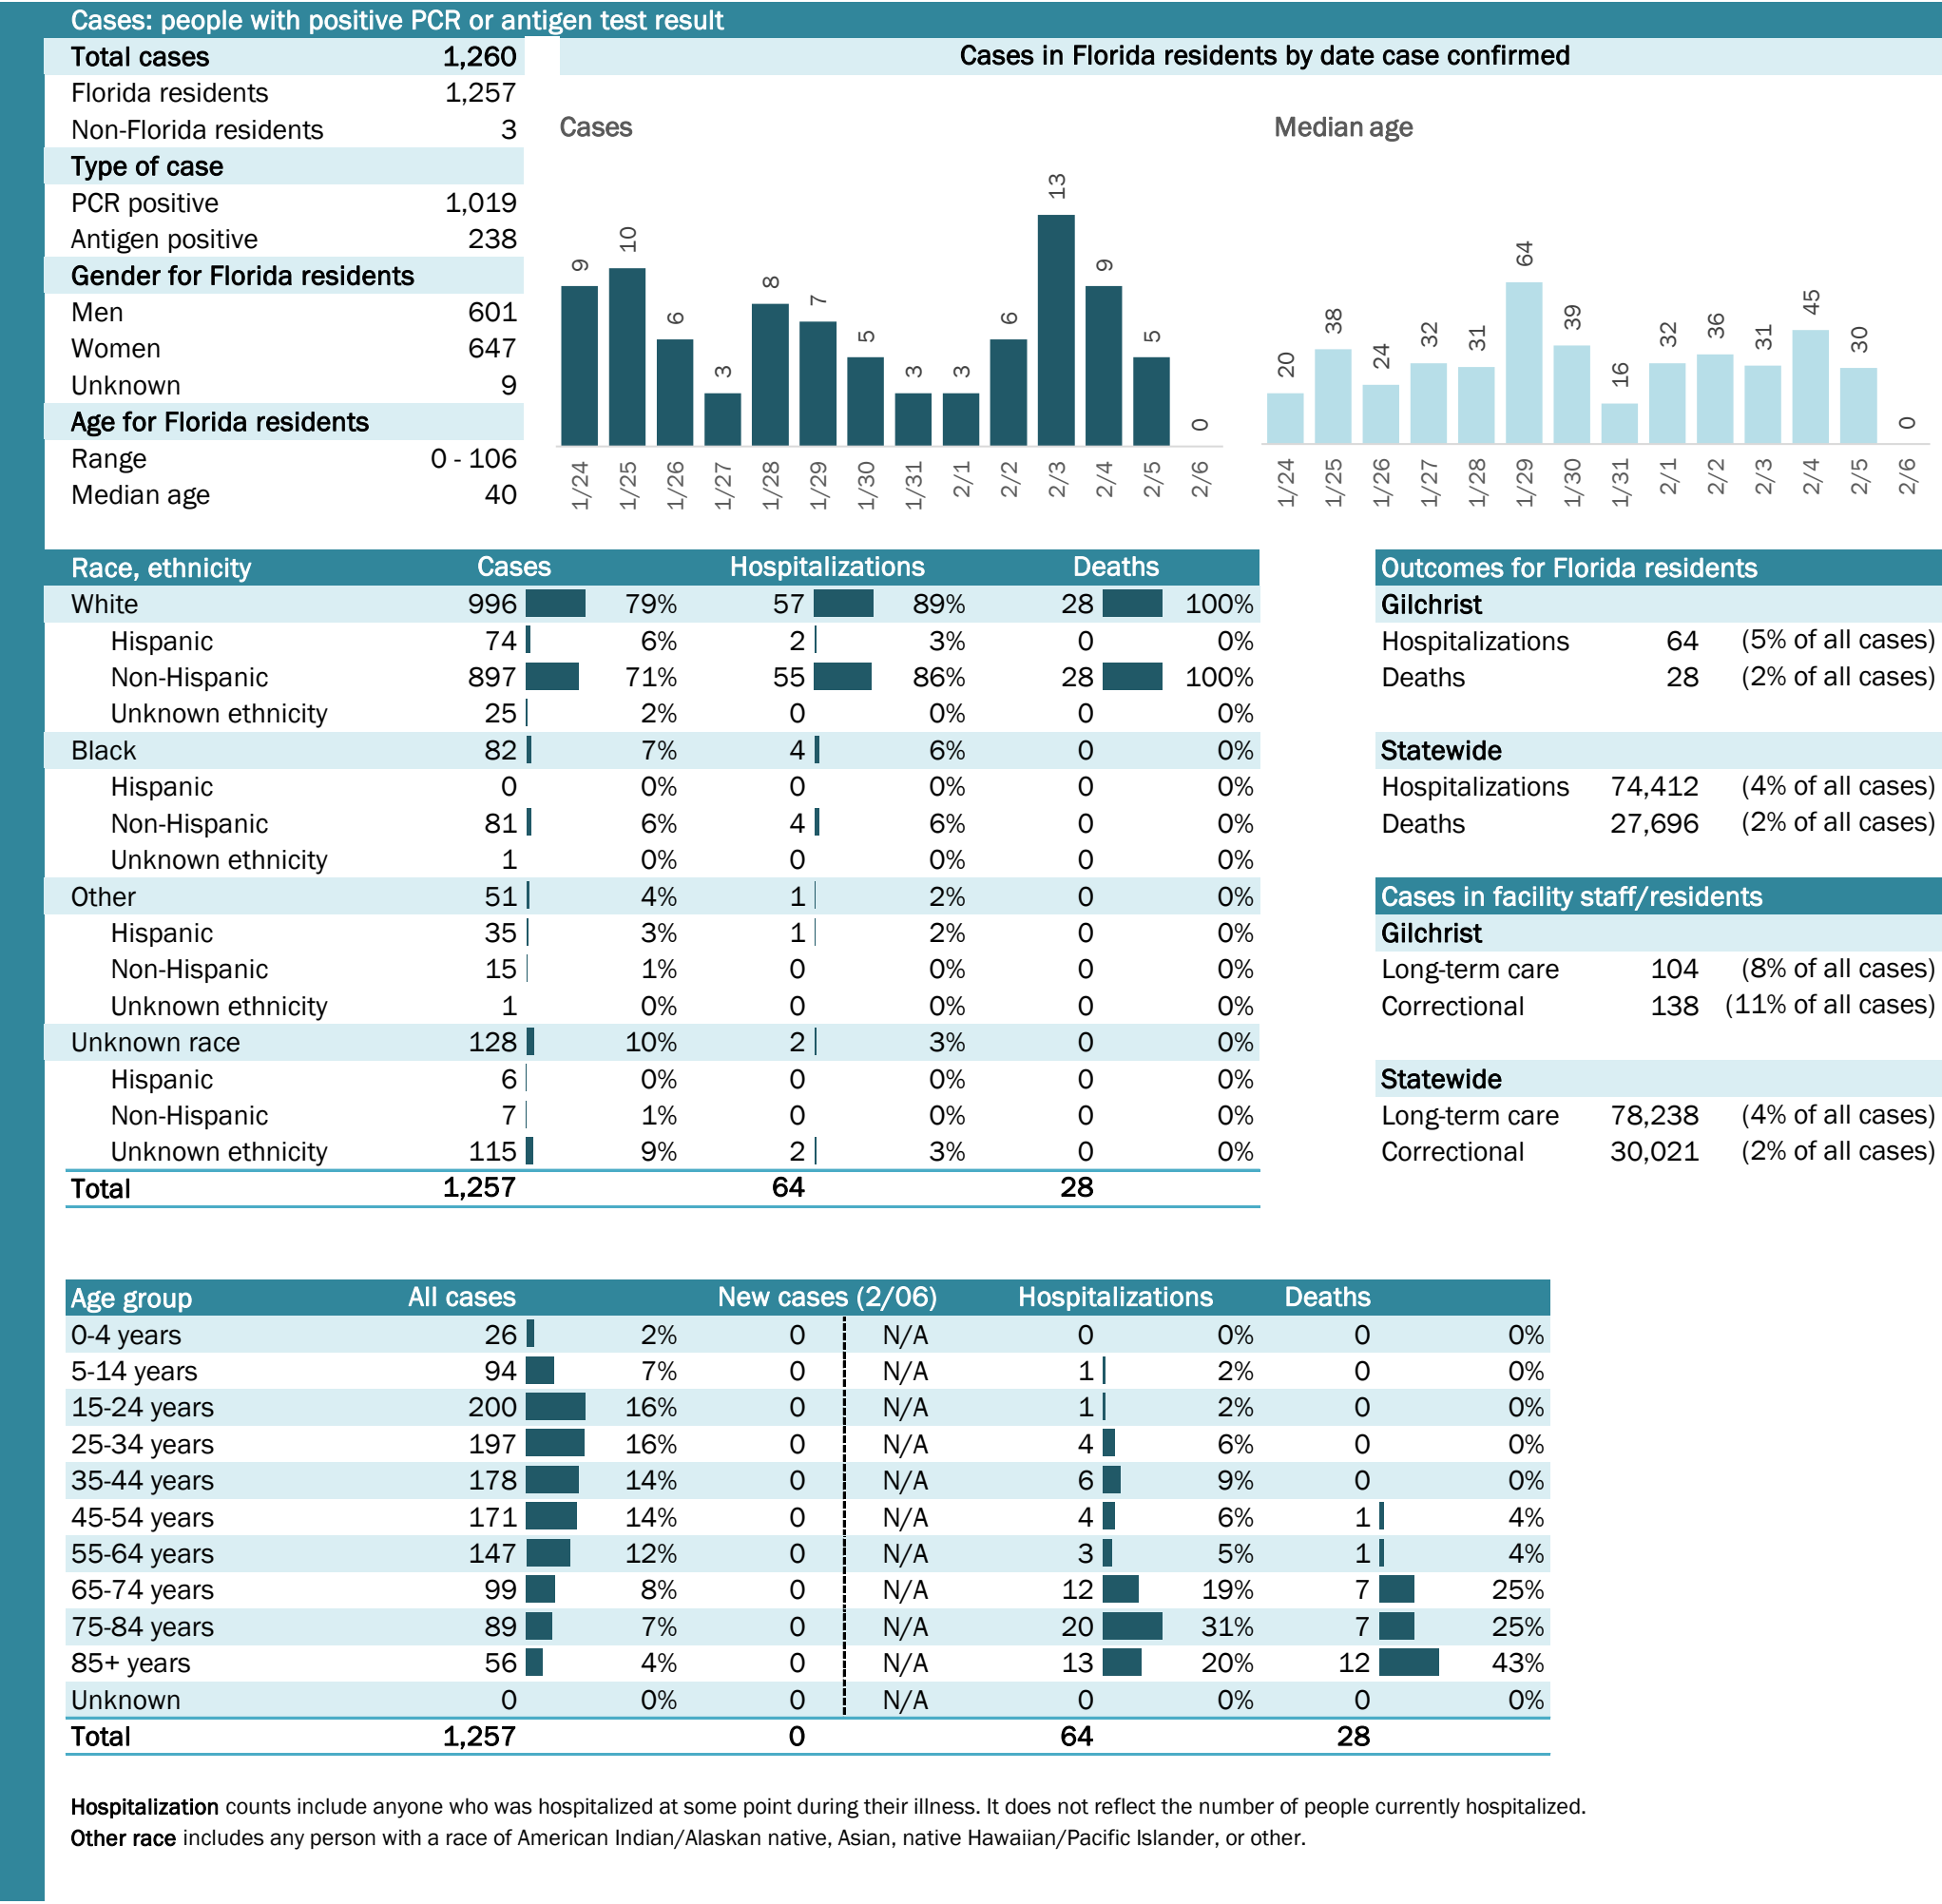 Cases: people with positive PCR or antigen test result
Total cases 1,260
Florida residents 1,257
Non-Florida residents 3
Type of case
PCR positive 1,019
Antigen positive 238
Gender for Florida residents
Men 601
Women 647
Unknown 9
Age for Florida residents
Range 0 - 106
Median age 40
Cases in Florida residents by date case confirmed
Cases
9 10 6 3 8 7 5 3 3 6 13 9 5 0
1/24 1/25 1/26 1/27 1/28 1/29 1/30 1/31 2/1 2/2 2/3 2/4 2/5 2/6
Median age
20 38 24 32 31 64 39 16 32 36 31 45 30 0
1/24 1/25 1/26 1/27 1/28 1/29 1/30 1/31 2/1 2/2 2/3 2/4 2/5 2/6
Race, ethnicity Cases Hospitalizations Deaths
White 996 79% 57 89% 28 100%
Hispanic 74 6% 2 3% 0 0%
Non-Hispanic 897 71% 55 86% 28 100%
Unknown ethnicity 25 2% 0 0% 0 0%
Black 82 7% 4 6% 0 0%
Hispanic 0 0% 0 0% 0 0%
Non-Hispanic 81 6% 4 6% 0 0%
Unknown ethnicity 1 0% 0 0% 0 0%
Other 51 4% 1 2% 0 0%
Hispanic 35 3% 1 2% 0 0%
Non-Hispanic 15 1% 0 0% 0 0%
Unknown ethnicity 1 0% 0 0% 0 0%
Unknown race 128 10% 2 3% 0 0%
Hispanic 6 0% 0 0% 0 0%
Non-Hispanic 7 1% 0 0% 0 0%
Unknown ethnicity 115 9% 2 3% 0 0%
Total 1,257 64 28
Outcomes for Florida residents
Gilchrist
Hospitalizations 64 (5% of all cases)
Deaths 28 (2% of all cases)
Statewide
Hospitalizations 74,412 (4% of all cases)
Deaths 27,696 (2% of all cases)
Cases in facility staff/residents
Gilchrist
Long-term care 104 (8% of all cases)
Correctional 138 (11% of all cases)
Statewide
Long-term care 78,238 (4% of all cases)
Correctional 30,021 (2% of all cases)
Age group All cases New cases (2/06) Hospitalizations Deaths
0-4 years 26 2% 0 N/A 0 0% 0 0%
5-14 years 94 7% 0 N/A 1 2% 0 0%
15-24 years 200 16% 0 N/A 1 2% 0 0%
25-34 years 197 16% 0 N/A 4 6% 0 0%
35-44 years 178 14% 0 N/A 6 9% 0 0%
45-54 years 171 14% 0 N/A 4 6% 1 4%
55-64 years 147 12% 0 N/A 3 5% 1 4%
65-74 years 99 8% 0 N/A 12 19% 7 25%
75-84 years 89 7% 0 N/A 20 31% 7 25%
85+ years 56 4% 0 N/A 13 20% 12 43%
Unknown 0 0% 0 N/A 0 0% 0 0%
Total 1,257 0 64 28
Hospitalization counts include anyone who was hospitalized at some point during their illness. It does not reflect the number of people currently hospitalized.
Other race includes any person with a race of American Indian/Alaskan native, Asian, native Hawaiian/Pacific Islander, or other.